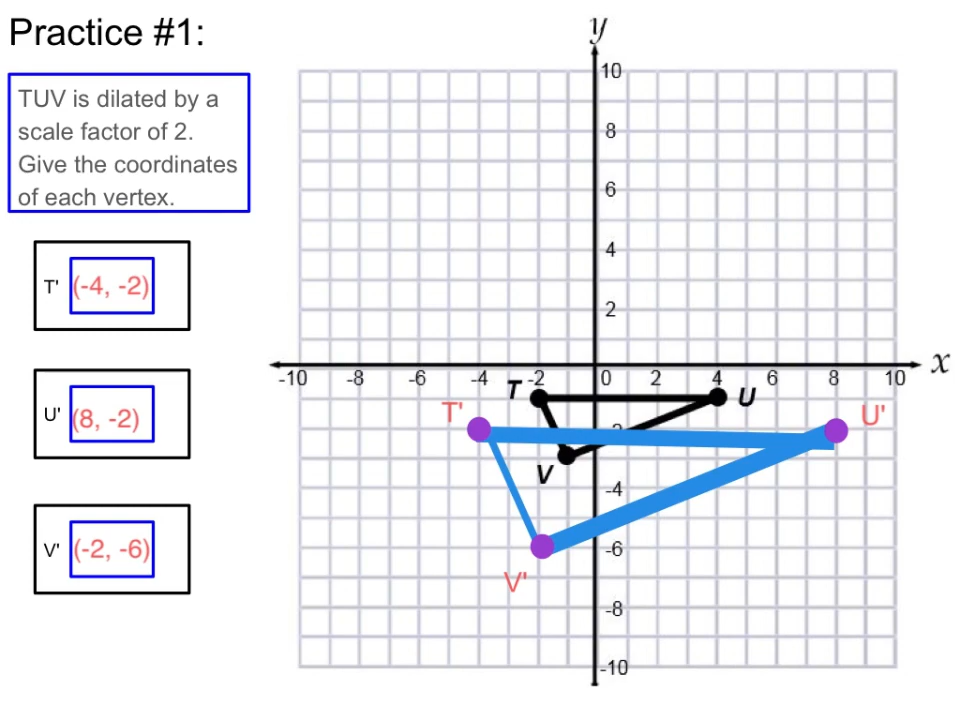 Practice #1:
TUV is dilated by a
scale factor of 2.
Give the coordinates
of each vertex.
T' (-4, -2)
U' (8, -2)
V' (-2, -6)
y
10
8
6
4
2
-10 -8 -6 -4 -2 0 2 4 6 8 10 x
T U
T' U'
-2
V
-4
-6
V'
-8
-10